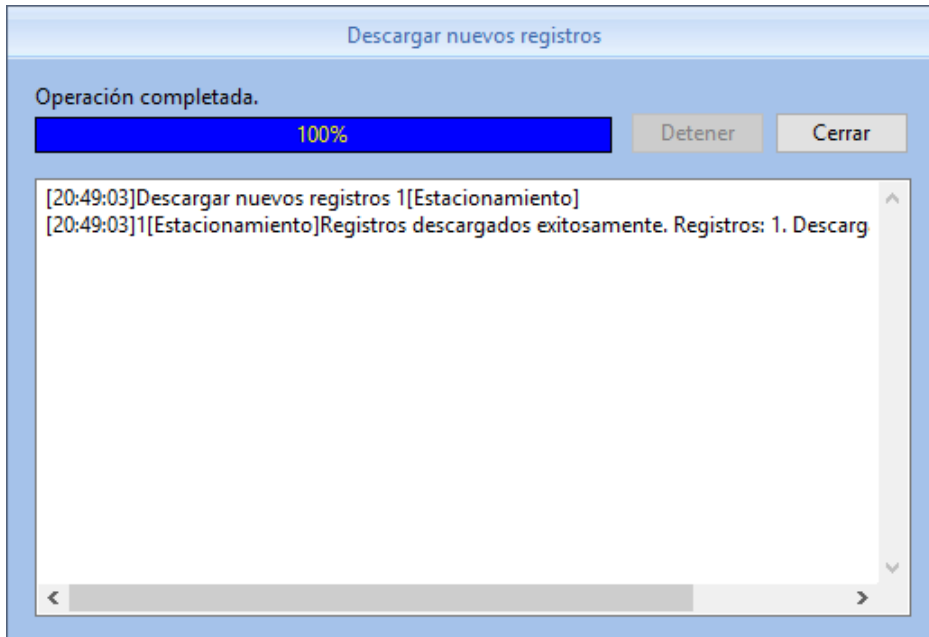 Descargar nuevos registros
Operación completada.
100%
Detener
Cerrar
[20:49:03]Descargar nuevos registros 1[Estacionamiento]
[20:49:03]1[Estacionamiento]Registros descargados exitosamente. Registros: 1. Descarg